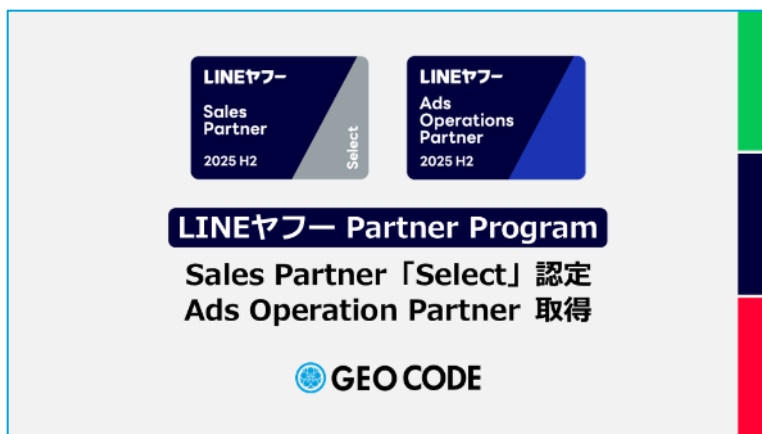 LINEヤフー
Sales
Partner
2025 H2
Select
LINEヤフー
Ads
Operations
Partner
2025 H2
LINEヤフー Partner Program
Sales Partner「Select」認定
Ads Operation Partner 取得
GEO CODE